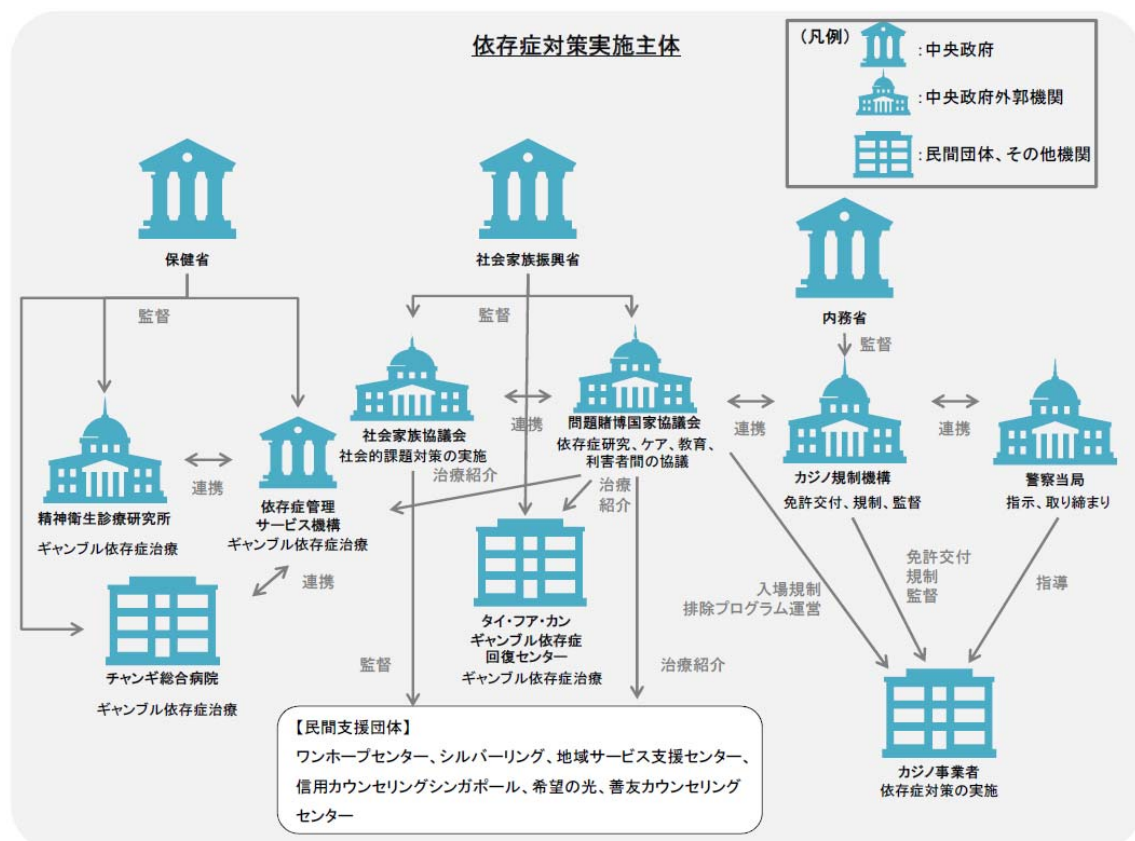 依存症対策実施主体
(凡例)
:中央政府
:中央政府外郭機関
:民間団体、その他機関
保健省
社会家族振興省
内務省
監督
監督
監督
社会家族協議会
社会的課題対策の実施
連携
問題賭博国家協議会
依存症研究、ケア、教育、
利害者間の協議
連携
カジノ規制機構
免許交付、規制、監督
連携
警察当局
指示、取り締まり
精神衛生診療研究所
ギャンブル依存症治療
連携
依存症管理
サービス機構
ギャンブル依存症治療
治療紹介
治療
紹介
連携
チャンギ総合病院
ギャンブル依存症治療
タイ・フア・カン
ギャンブル依存症
回復センター
ギャンブル依存症治療
入場規制
排除プログラム運営
免許交付
規制
監督
指導
監督
治療紹介
カジノ事業者
依存症対策の実施
【民間支援団体】
ワンホープセンター、シルバーリング、地域サービス支援センター、
信用カウンセリングシンガポール、希望の光、善友カウンセリング
センター